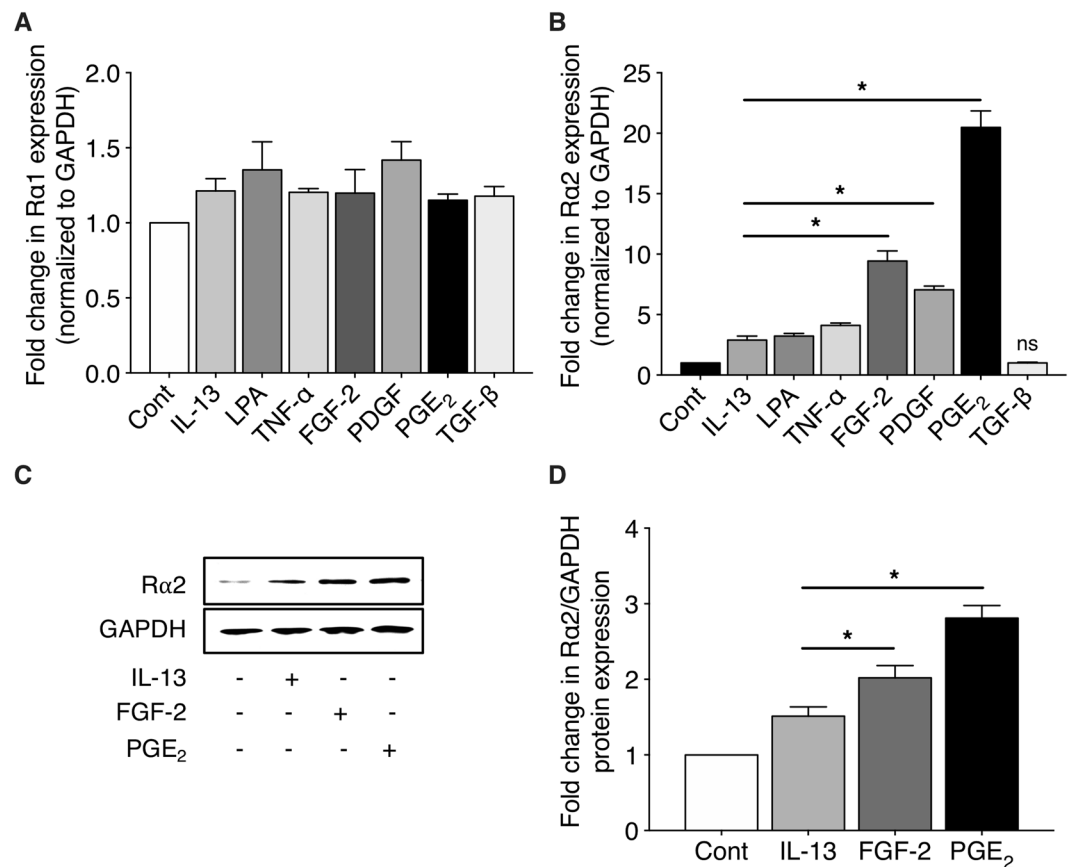 A
Fold change in Rα1 expression
(normalized to GAPDH)
2.0
1.5
1.0
0.5
0.0
Cont
IL-13
LPA
TNF-α
FGF-2
PDGF
PGE₂
TGF-β
B
Fold change in Rα2 expression
(normalized to GAPDH)
25
20
15
10
5
0
*
*
*
ns
Cont
IL-13
LPA
TNF-α
FGF-2
PDGF
PGE₂
TGF-β
C
Rα2
GAPDH
IL-13 - + - -
FGF-2 - - + -
PGE₂ - - - +
D
Fold change in Rα2/GAPDH
protein expression
4
3
2
1
0
*
*
Cont
IL-13
FGF-2
PGE₂